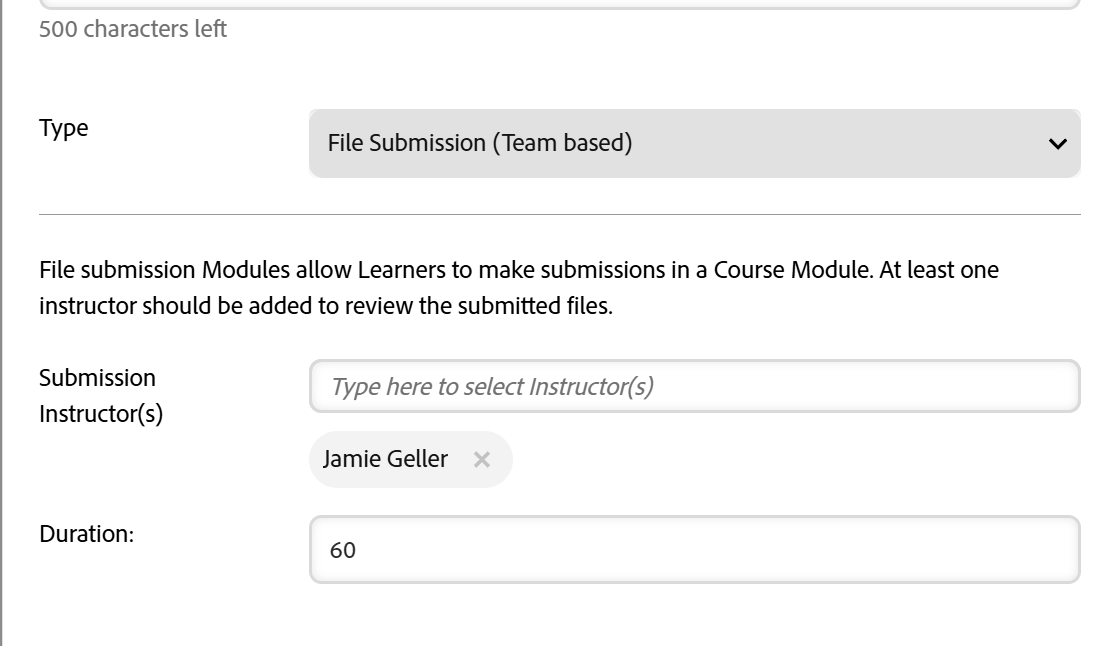 500 characters left
Type
File Submission (Team based)
File submission Modules allow Learners to make submissions in a Course Module. At least one
instructor should be added to review the submitted files.
Submission
Instructor(s)
Type here to select Instructor(s)
Jamie Geller
Duration:
60